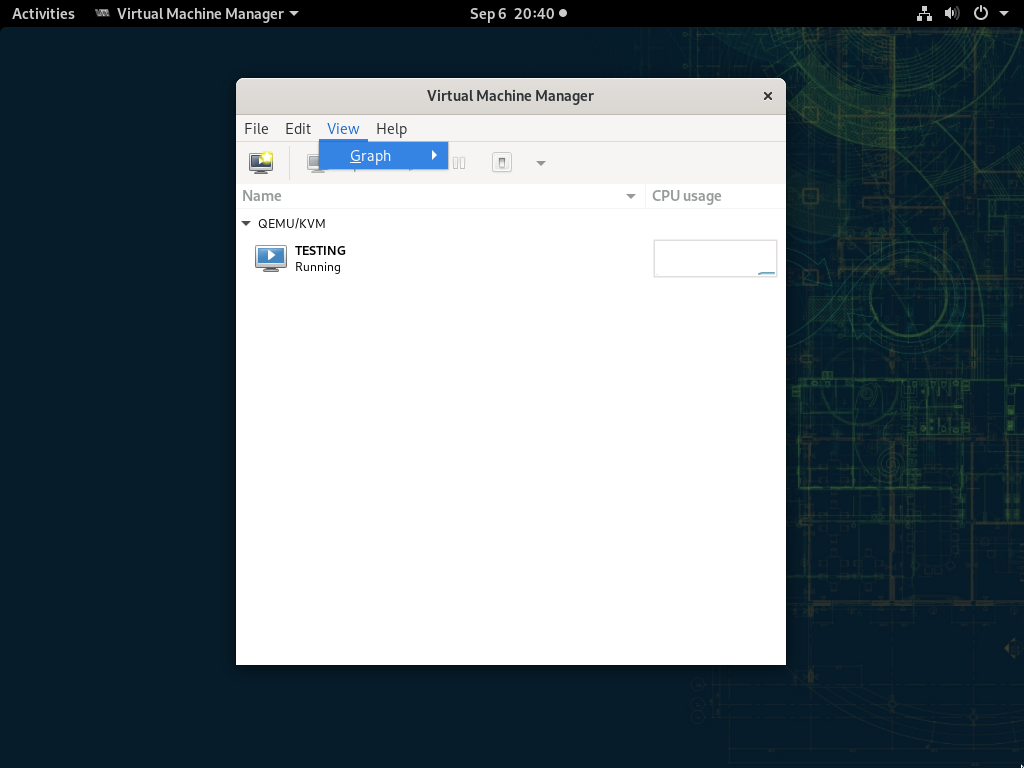 Activities Virtual Machine Manager Sep 6 20:40
Virtual Machine Manager
File Edit View Help
Graph
Name CPU usage
QEMU/KVM
TESTING
Running